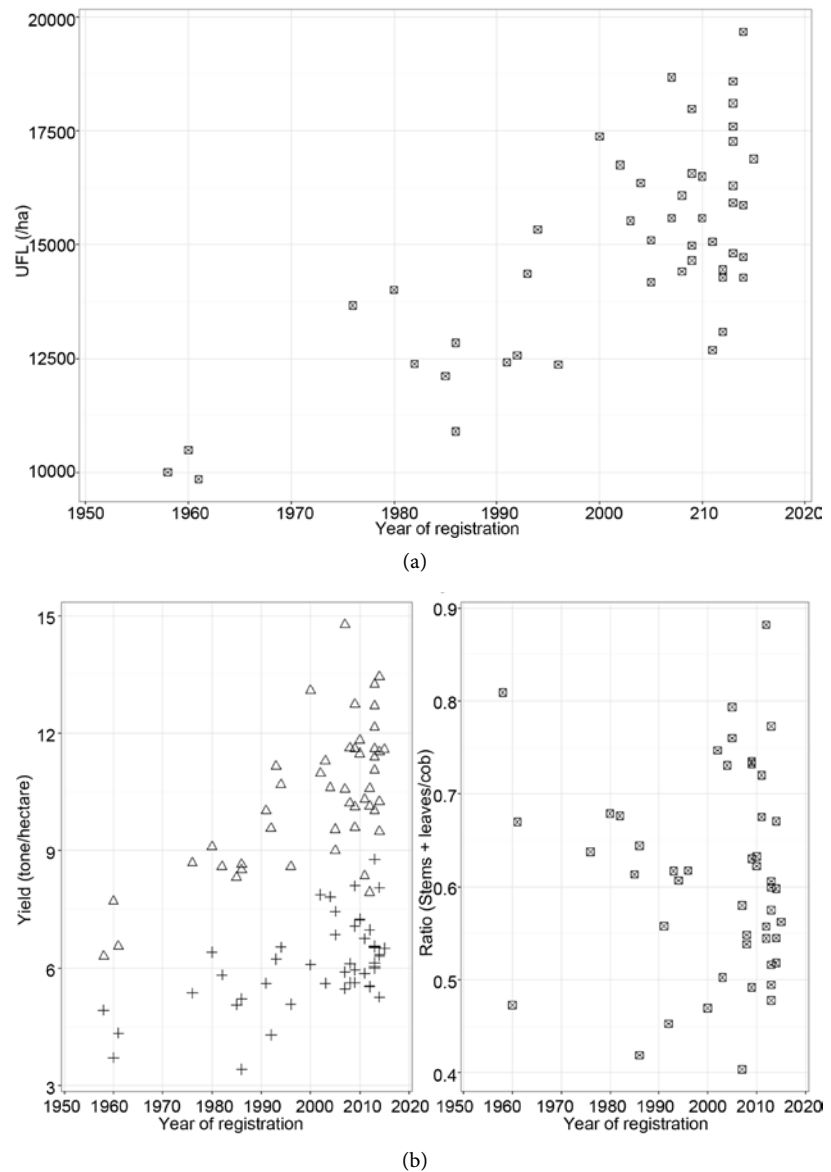 20000
17500
15000
12500
10000
UFL (/ha)
1950 1960 1970 1980 1990 2000 210 2020
Year of registration
(a)
15
12
9
6
3
Yield (tone/hectare)
1950 1960 1970 1980 1990 2000 2010 2020
Year of registration
0.9
0.8
0.7
0.6
0.5
0.4
Ratio (Stems + leaves/cob)
1950 1960 1970 1980 1990 2000 2010 2020
Year of registration
(b)